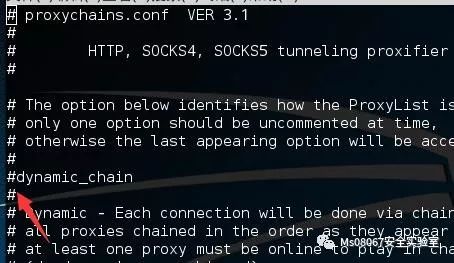 # proxychains.conf  VER 3.1
#
#        HTTP, SOCKS4, SOCKS5 tunneling proxifier
#
# The option below identifies how the ProxyList is
# only one option should be uncommented at time,
# otherwise the last appearing option will be acce
#
#dynamic_chain
#
# Dynamic - Each connection will be done via chain
# all proxies chained in the order as they appear
# at least one proxy must be online to play in chai
Ms08067安全实验室